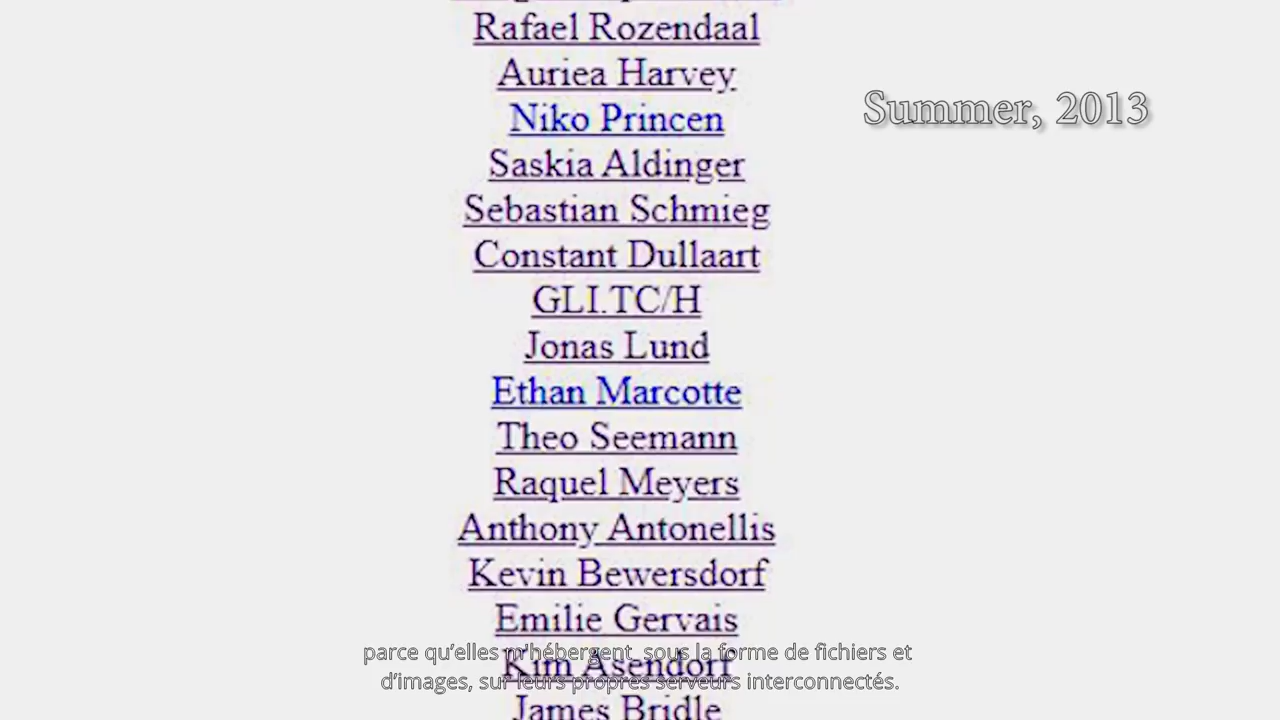 Rafael Rozendaal
Auriea Harvey
Summer, 2013
Niko Princen
Saskia Aldinger
Sebastian Schmieg
Constant Dullaart
GLI.TC/H
Jonas Lund
Ethan Marcotte
Theo Seemann
Raquel Meyers
Anthony Antonellis
Kevin Bewersdorf
Emilie Gervais
parce qu’elles m’hébergent, sous la forme de fichiers et
Kim Asendorf
d’images, sur leurs propres serveurs interconnectés.
James Bridle